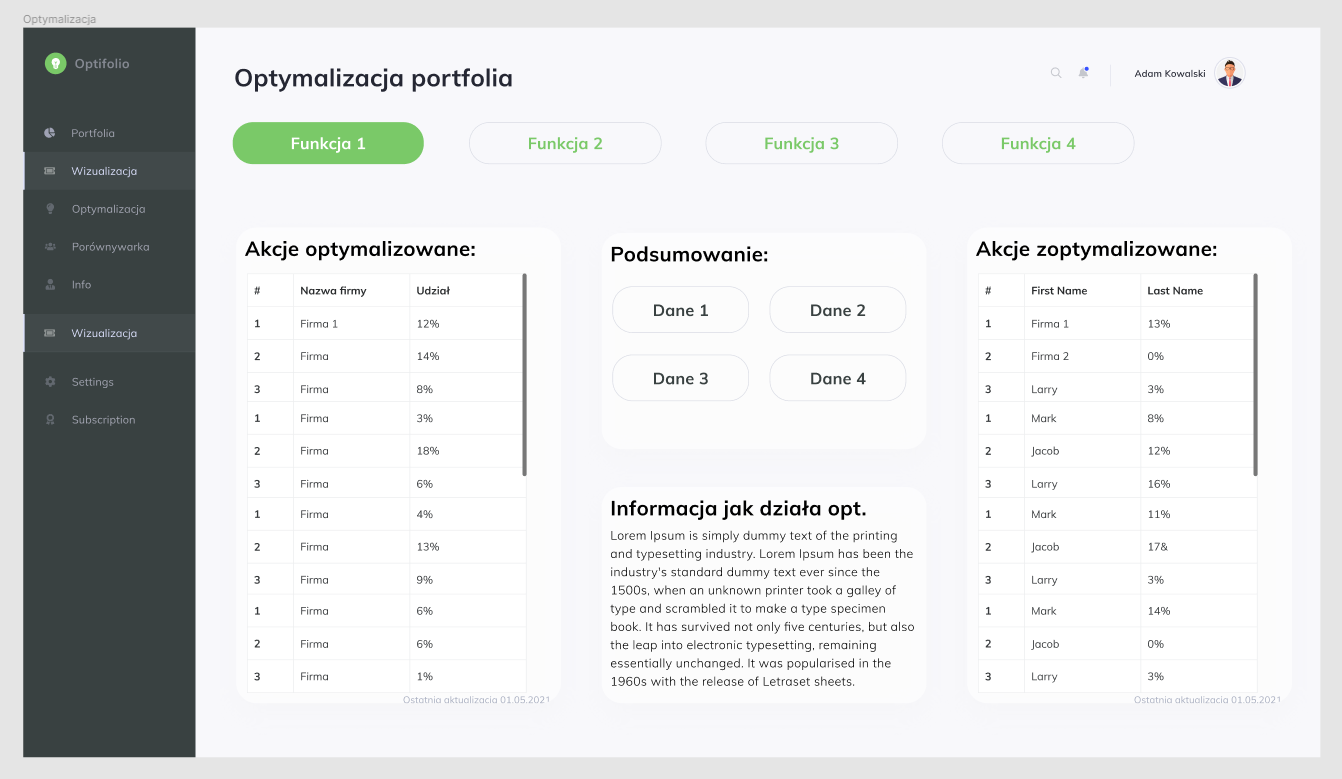 Optymalizacja
Optifolio
Portfolia
Wizualizacja
Optymalizacja
Porównywarka
Info
Wizualizacja
Settings
Subscription
Optymalizacja portfolia
Adam Kowalski
Funkcja 1
Funkcja 2
Funkcja 3
Funkcja 4
Akcje optymalizowane:
# Nazwa firmy Udział
1 Firma 1 12%
2 Firma 14%
3 Firma 8%
1 Firma 3%
2 Firma 18%
3 Firma 6%
1 Firma 4%
2 Firma 13%
3 Firma 9%
1 Firma 6%
2 Firma 6%
3 Firma 1%
Ostatnia aktualizacja 01.05.2021
Podsumowanie:
Dane 1 Dane 2
Dane 3 Dane 4
Informacja jak działa opt.
Lorem Ipsum is simply dummy text of the printing
and typesetting industry. Lorem Ipsum has been the
industry's standard dummy text ever since the
1500s, when an unknown printer took a galley of
type and scrambled it to make a type specimen
book. It has survived not only five centuries, but also
the leap into electronic typesetting, remaining
essentially unchanged. It was popularised in the
1960s with the release of Letraset sheets.
Akcje zoptymalizowane:
# First Name Last Name
1 Firma 1 13%
2 Firma 2 0%
3 Larry 3%
1 Mark 8%
2 Jacob 12%
3 Larry 16%
1 Mark 11%
2 Jacob 17&
3 Larry 3%
1 Mark 14%
2 Jacob 0%
3 Larry 3%
Ostatnia aktualizacja 01.05.2021